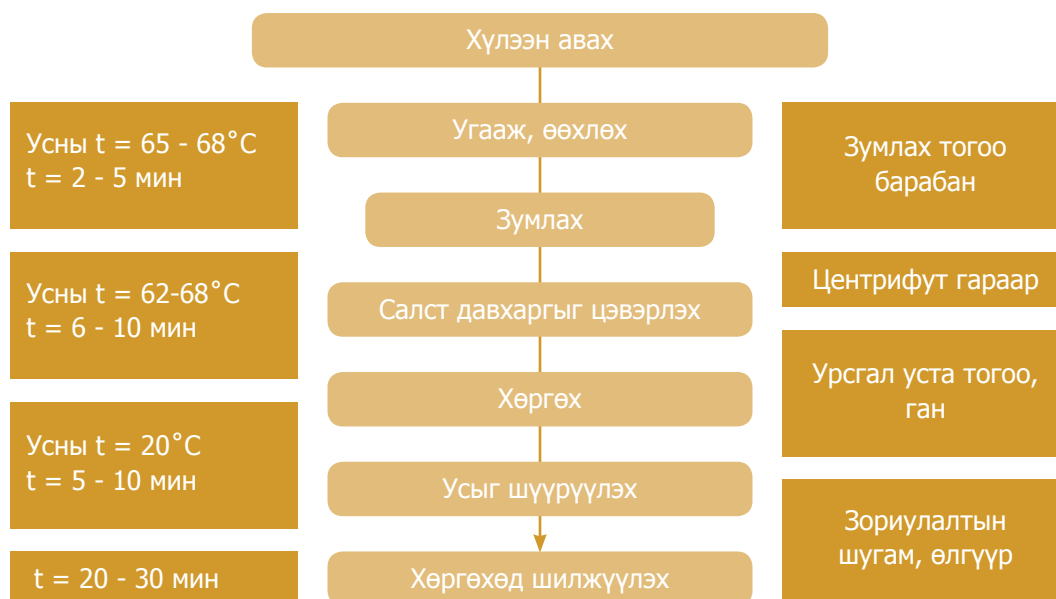 Хүлээн авах
Усны t = 65 - 68°C
t = 2 - 5 мин
Угааж, өөхлөх
Зумлах тогоо
барабан
Зумлах
Усны t = 62-68°C
t = 6 - 10 мин
Салст давхаргыг цэвэрлэх
Центрифут гараар
Хөргөх
Урсгал уста тогоо,
ган
Усны t = 20°C
t = 5 - 10 мин
Усыг шүүрүүлэх
Зориулалтын
шугам, өлгүүр
t = 20 - 30 мин
Хөргөхөд шилжүүлэх